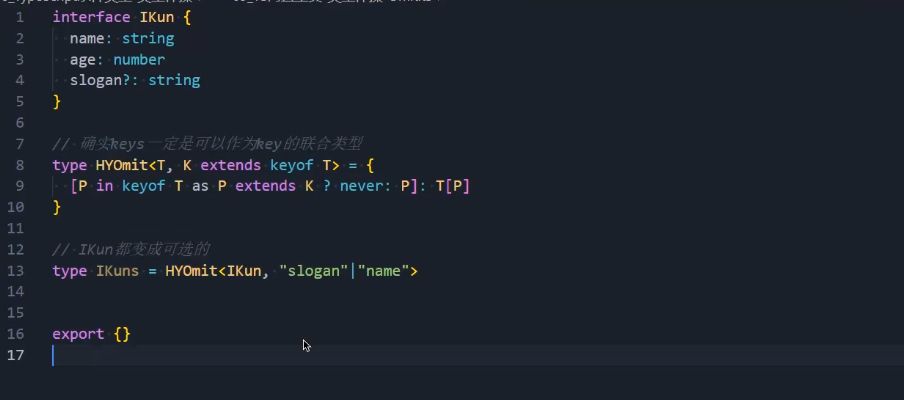 1 interface IKun {
2 name: string
3 age: number
4 slogan?: string
5 }
6
7 // 确实keys一定是可以作为key的联合类型
8 type HYOmit<T, K extends keyof T> = {
9 [P in keyof T as P extends K ? never: P]: T[P]
10 }
11
12 // IKun都变成可选的
13 type IKuns = HYOmit<IKun, "slogan"|"name">
14
15
16 export {}
17